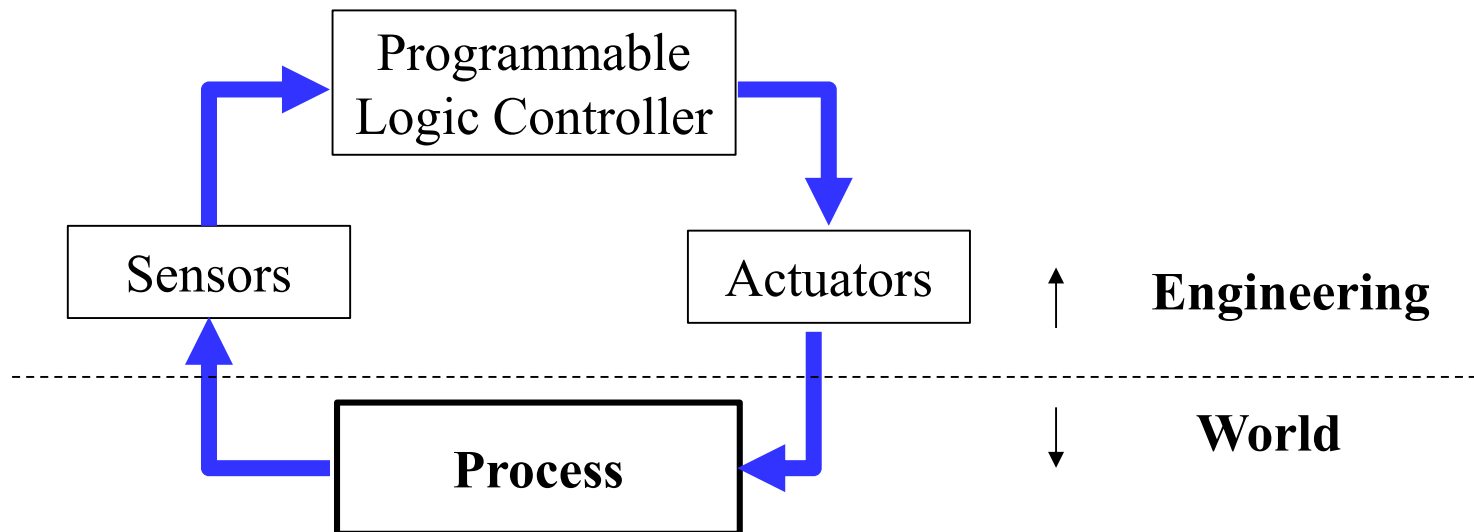 Programmable
Logic Controller
Sensors
Actuators
Engineering
World
Process